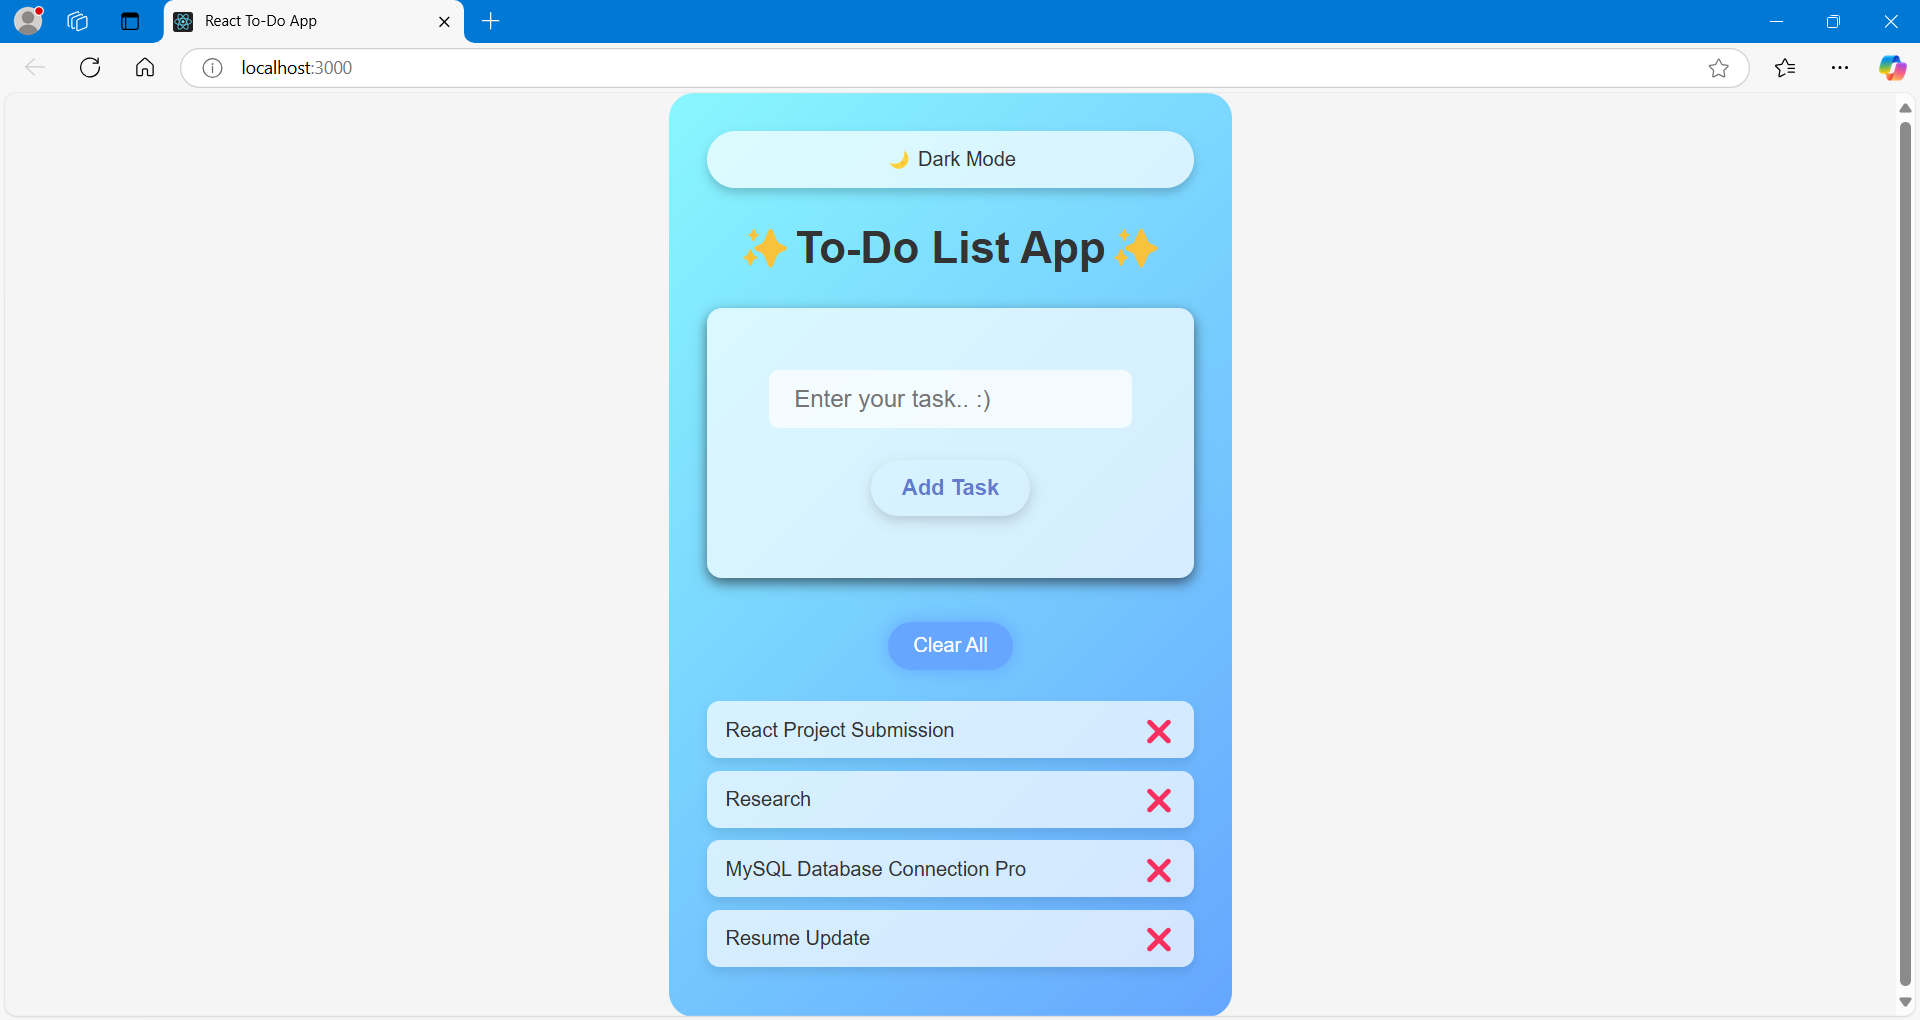 React To-Do App
localhost:3000
🌙 Dark Mode
✨ To-Do List App ✨
Enter your task.. :)
Add Task
Clear All
React Project Submission ❌
Research ❌
MySQL Database Connection Pro ❌
Resume Update ❌